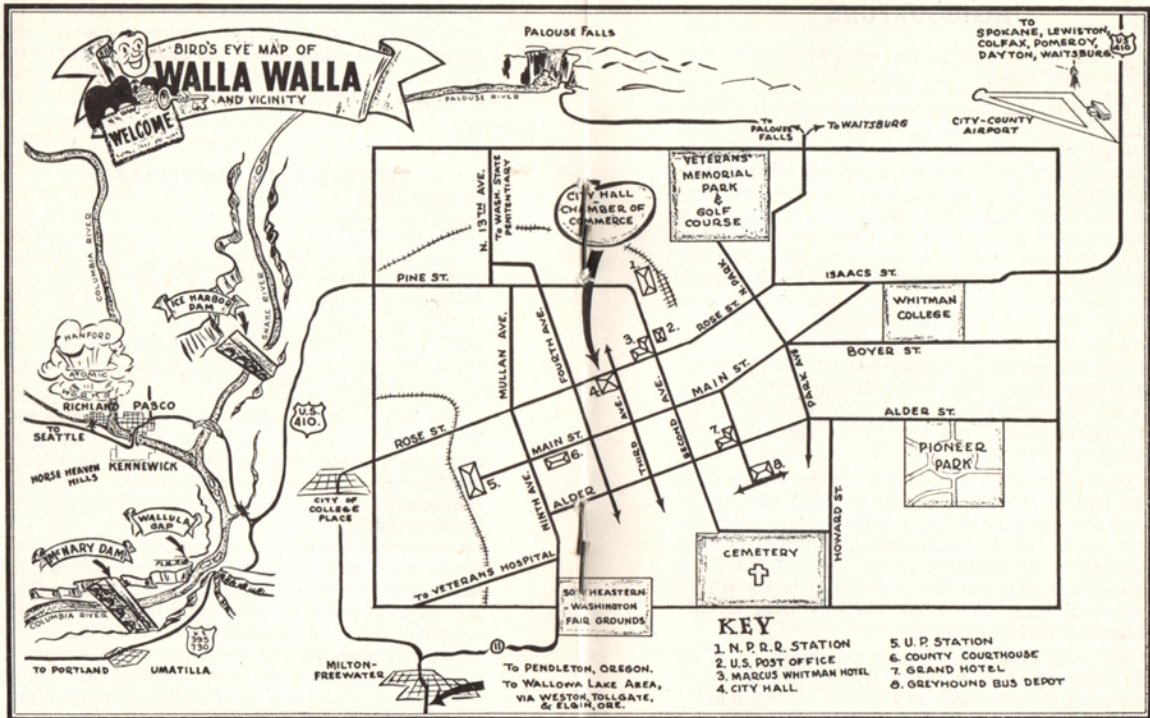 BIRD'S EYE MAP OF
WALLA WALLA
AND VICINITY
WELCOME
PALOUSE FALLS
PALOUSE RIVER
TO
SPOKANE, LEWISTON,
COLFAX, POMEROY,
DAYTON, WAITSBURG.
U.S.
410
CITY-COUNTY
AIRPORT
TO
PALOUSE
FALLS
TO WAITSBURG
COLUMBIA RIVER
SNAKE RIVER
ICE HARBOR
DAM
HANFORD
ATOMIC
WORKS
RICHLAND
PASCO
TO
SEATTLE
KENNEWICK
HORSE HEAVEN
HILLS
WALLULA
GAP
McNARY DAM
COLUMBIA RIVER
U.S.
395
730
TO PORTLAND
UMATILLA
U.S.
410.
CITY OF
COLLEGE
PLACE
MILTON-
FREEWATER
11
TO PENDLETON, OREGON.
TO WALLOWA LAKE AREA,
VIA WESTON, TOLLGATE,
& ELGIN, ORE.
N. 13TH AVE.
TO WASH. STATE
PENITENTIARY
CITY HALL
CHAMBER OF
COMMERCE
VETERANS'
MEMORIAL
PARK
&
GOLF
COURSE
PINE ST.
ISAACS ST.
WHITMAN
COLLEGE
BOYER ST.
ALDER ST.
PIONEER
PARK
N. PARK
PARK AVE.
ROSE ST.
MAIN ST.
MULLAN AVE.
FOURTH AVE.
THIRD AVE.
SECOND AVE.
NINTH AVE.
ROSE ST.
MAIN ST.
ALDER
HOWARD ST.
1.
2.
3.
4.
5.
6.
7.
8.
TO VETERANS HOSPITAL
CEMETERY
SOUTHEASTERN
WASHINGTON
FAIR GROUNDS
KEY
1. N. P. R. R. STATION
2. U.S. POST OFFICE
3. MARCUS WHITMAN HOTEL
4. CITY HALL
5. U. P. STATION
6. COUNTY COURTHOUSE
7. GRAND HOTEL
8. GREYHOUND BUS DEPOT